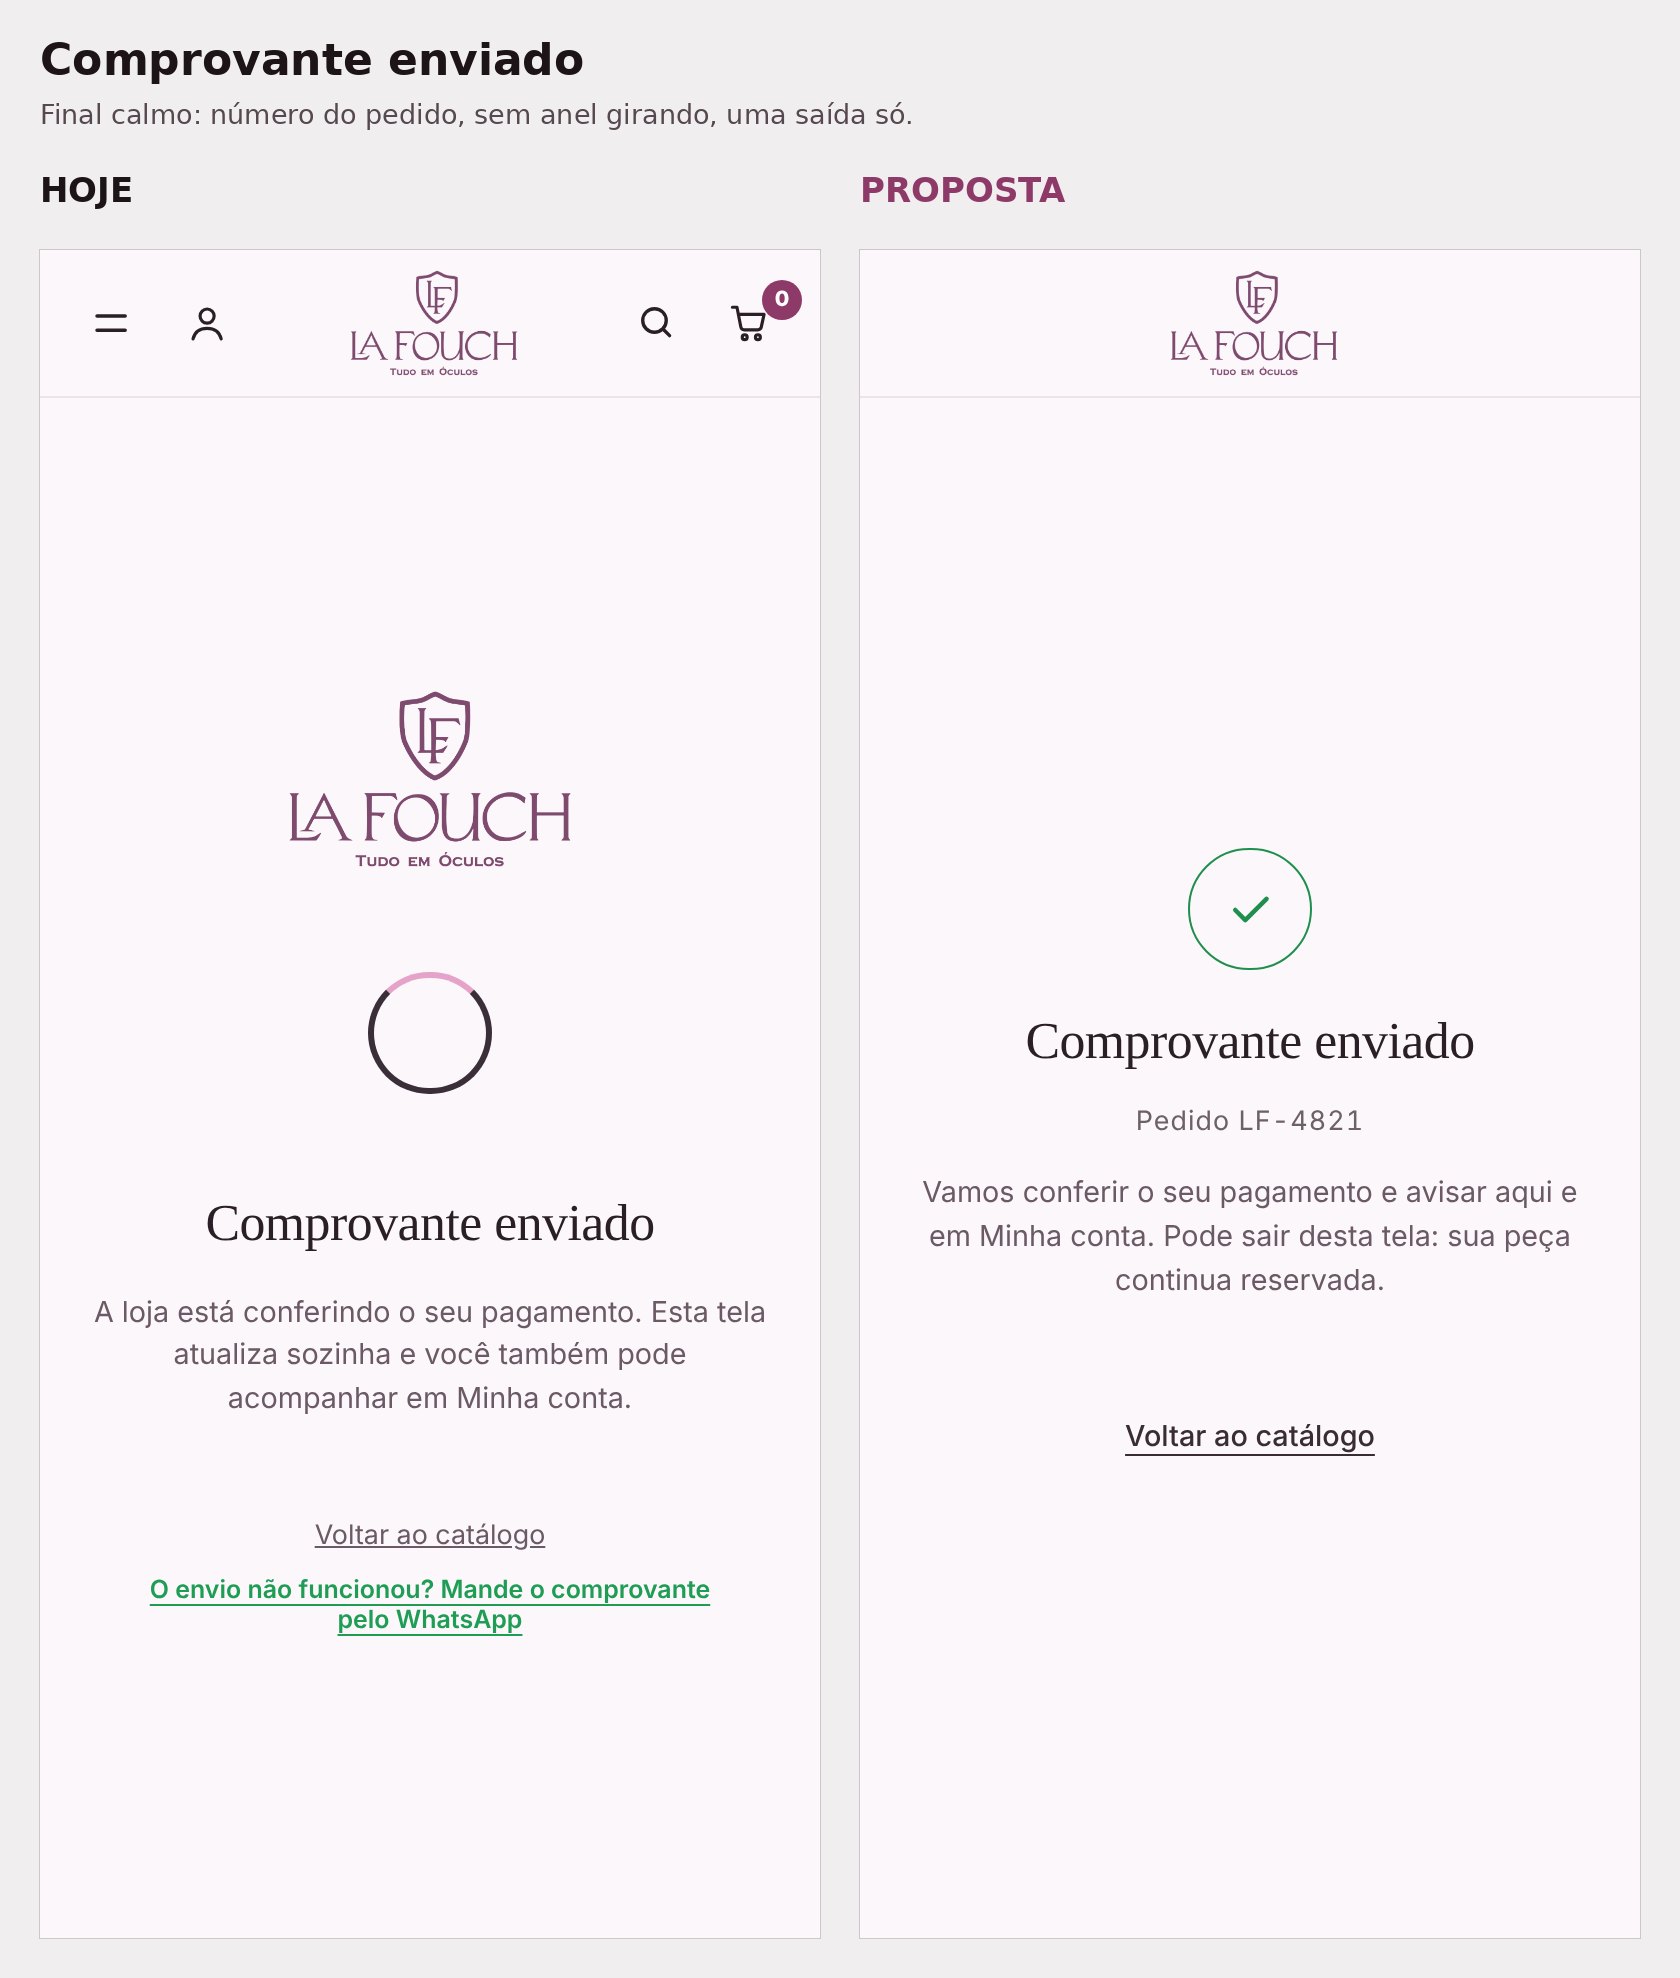 Comprovante enviado
Final calmo: número do pedido, sem anel girando, uma saída só.
HOJE
LF
LA FOUCH
TUDO EM ÓCULOS
0
LF
LA FOUCH
TUDO EM ÓCULOS
Comprovante enviado
A loja está conferindo o seu pagamento. Esta tela
atualiza sozinha e você também pode
acompanhar em Minha conta.
Voltar ao catálogo
O envio não funcionou? Mande o comprovante
pelo WhatsApp
PROPOSTA
LF
LA FOUCH
TUDO EM ÓCULOS
Comprovante enviado
Pedido LF-4821
Vamos conferir o seu pagamento e avisar aqui e
em Minha conta. Pode sair desta tela: sua peça
continua reservada.
Voltar ao catálogo